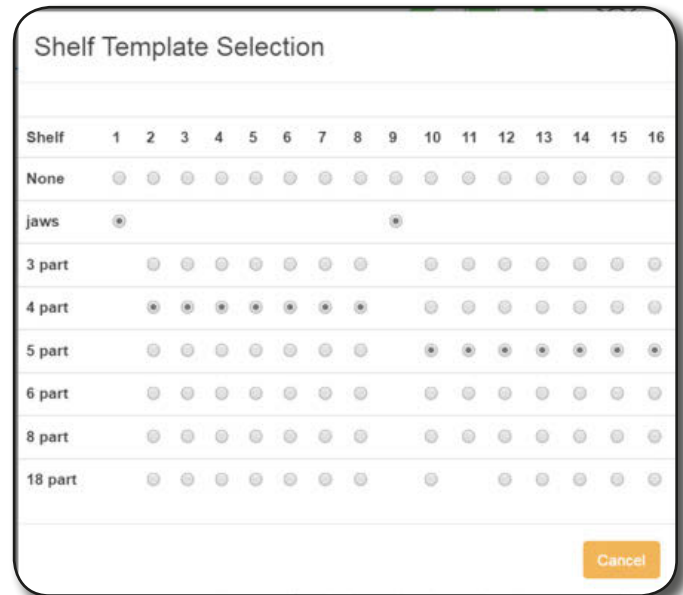 Shelf Template Selection
Shelf 1 2 3 4 5 6 7 8 9 10 11 12 13 14 15 16
None
jaws
3 part
4 part
5 part
6 part
8 part
18 part
Cancel